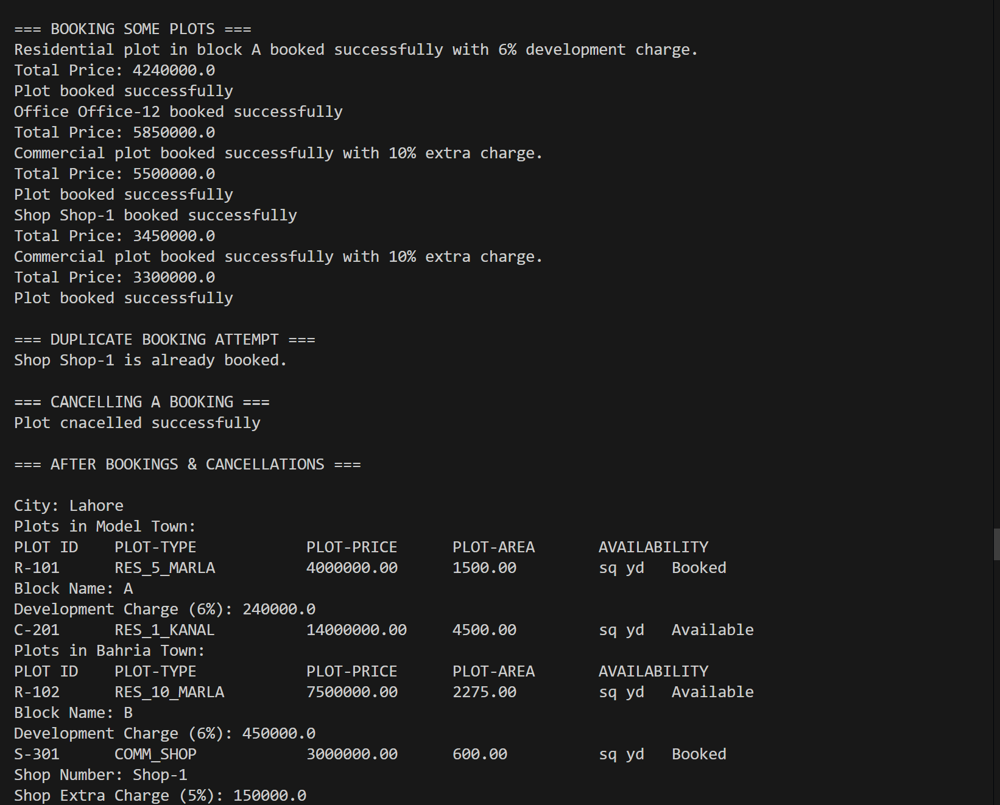 === BOOKING SOME PLOTS ===
Residential plot in block A booked successfully with 6% development charge.
Total Price: 4240000.0
Plot booked successfully
Office Office-12 booked successfully
Total Price: 5850000.0
Commercial plot booked successfully with 10% extra charge.
Total Price: 5500000.0
Plot booked successfully
Shop Shop-1 booked successfully
Total Price: 3450000.0
Commercial plot booked successfully with 10% extra charge.
Total Price: 3300000.0
Plot booked successfully
=== DUPLICATE BOOKING ATTEMPT ===
Shop Shop-1 is already booked.
=== CANCELLING A BOOKING ===
Plot cnacelled successfully
=== AFTER BOOKINGS & CANCELLATIONS ===
City: Lahore
Plots in Model Town:
PLOT ID    PLOT-TYPE            PLOT-PRICE      PLOT-AREA       AVAILABILITY
R-101      RES_5_MARLA          4000000.00      1500.00         sq yd   Booked
Block Name: A
Development Charge (6%): 240000.0
C-201      RES_1_KANAL          14000000.00     4500.00         sq yd   Available
Plots in Bahria Town:
PLOT ID    PLOT-TYPE            PLOT-PRICE      PLOT-AREA       AVAILABILITY
R-102      RES_10_MARLA         7500000.00      2275.00         sq yd   Available
Block Name: B
Development Charge (6%): 450000.0
S-301      COMM_SHOP            3000000.00      600.00          sq yd   Booked
Shop Number: Shop-1
Shop Extra Charge (5%): 150000.0